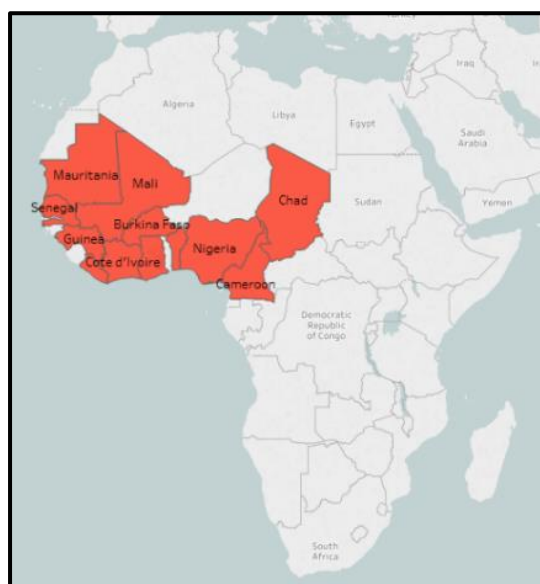 Iraq
Algeria
Libya
Egypt
Saudi
Arabia
Mauritania
Mali
Chad
Sudan
Yemen
Senegal
Burkina Faso
Guinea
Nigeria
Cote d'Ivoire
Cameroon
Democratic
Republic
of Congo
South
Africa